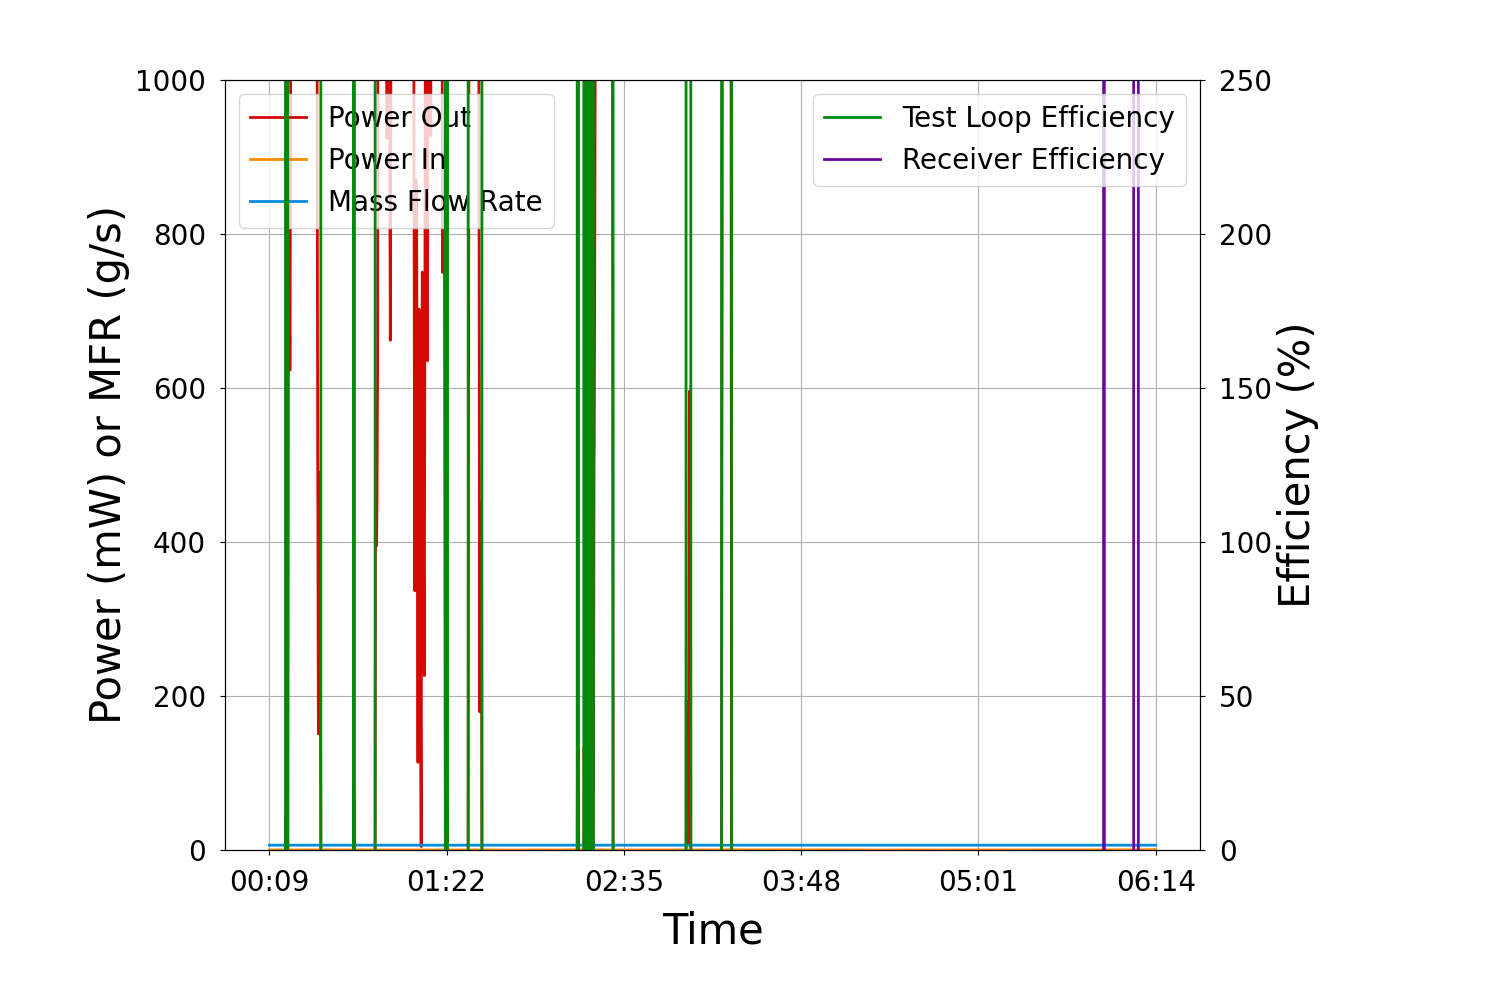 1000
800
600
400
200
0
Power (mW) or MFR (g/s)
Power Out
Power In
Mass Flow Rate
Test Loop Efficiency
Receiver Efficiency
250
200
150
100
50
0
Efficiency (%)
00:09 01:22 02:35 03:48 05:01 06:14
Time